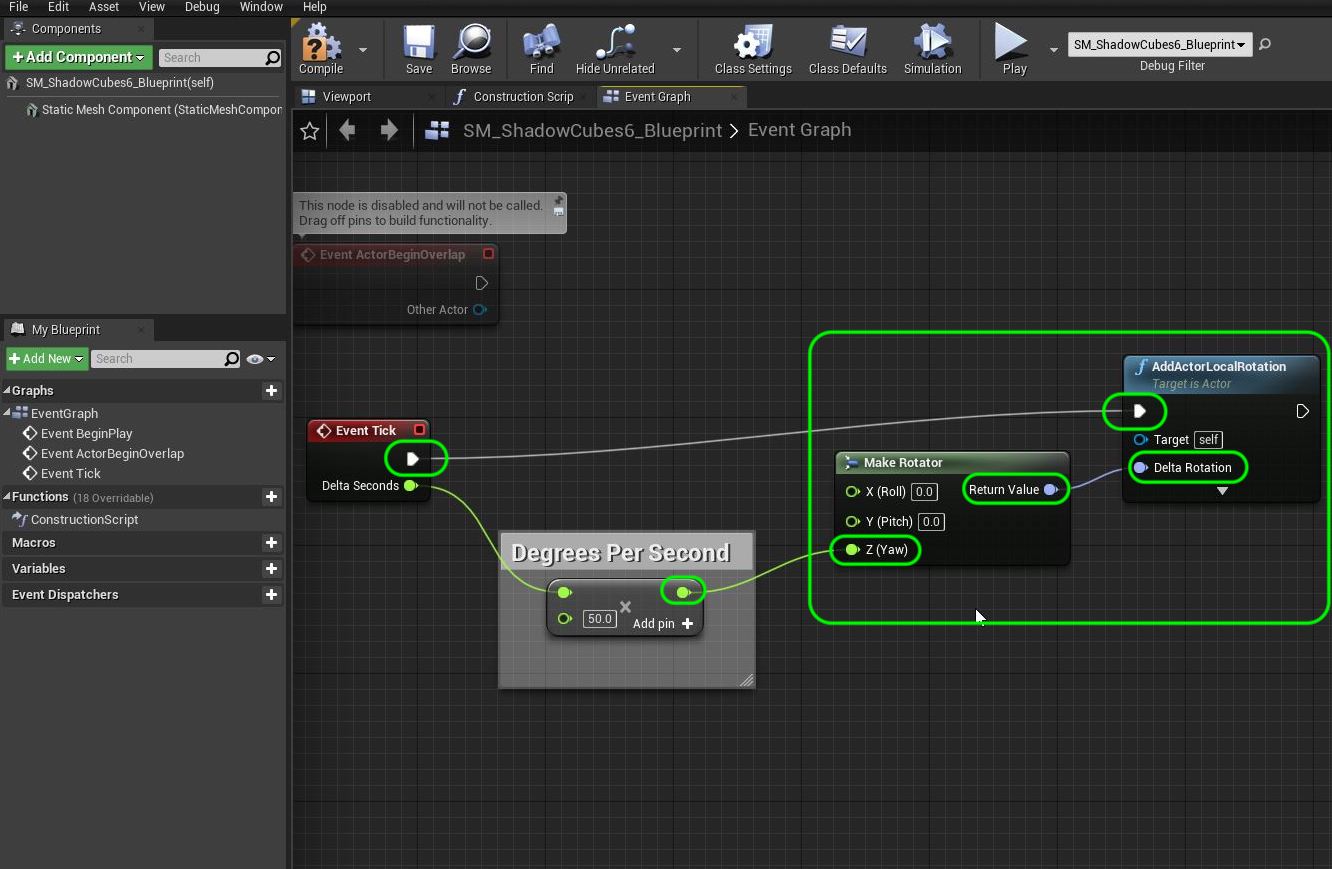 File Edit Asset View Debug Window Help
Components
+Add Component
Search
SM_ShadowCubes6_Blueprint(self)
Static Mesh Component (StaticMeshCompon
My Blueprint
+Add New
Search
Graphs
EventGraph
Event BeginPlay
Event ActorBeginOverlap
Event Tick
Functions (18 Overridable)
ConstructionScript
Macros
Variables
Event Dispatchers
Compile
Save
Browse
Find
Hide Unrelated
Class Settings
Class Defaults
Simulation
Play
SM_ShadowCubes6_Blueprint
Debug Filter
Viewport
Construction Scrip
Event Graph
SM_ShadowCubes6_Blueprint > Event Graph
This node is disabled and will not be called.
Drag off pins to build functionality.
Event ActorBeginOverlap
Other Actor
Event Tick
Delta Seconds
Degrees Per Second
50.0
Add pin +
Make Rotator
X (Roll) 0.0
Return Value
Y (Pitch) 0.0
Z (Yaw)
AddActorLocalRotation
Target is Actor
Target self
Delta Rotation